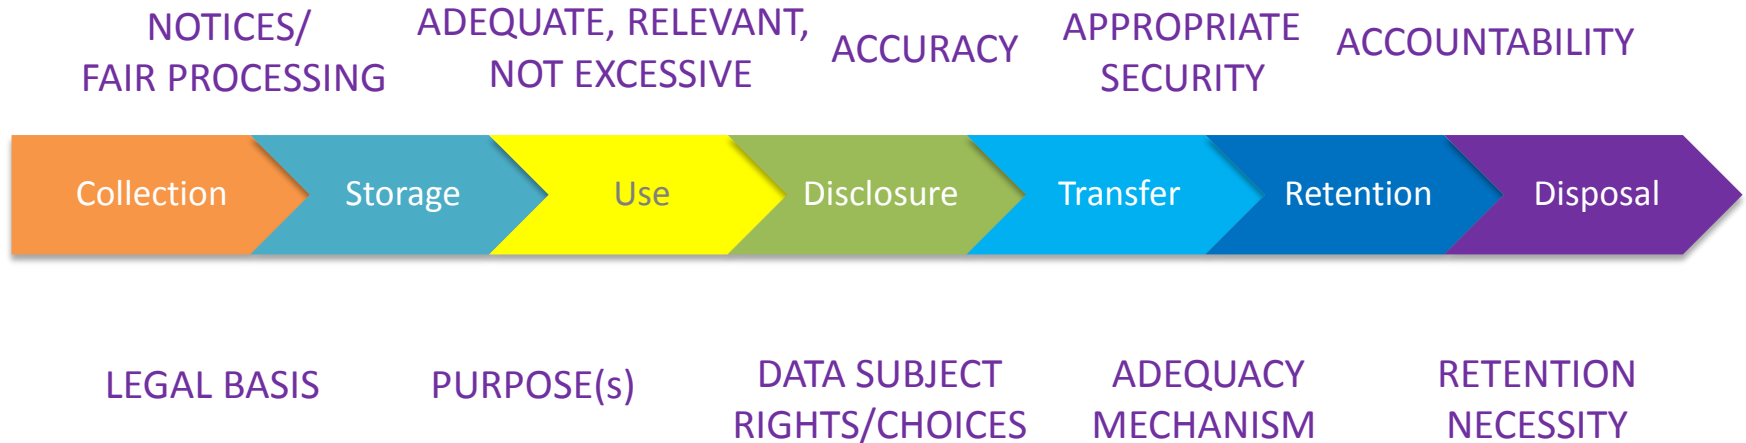 NOTICES/
FAIR PROCESSING
ADEQUATE, RELEVANT,
NOT EXCESSIVE
ACCURACY
APPROPRIATE
SECURITY
ACCOUNTABILITY
Collection
Storage
Use
Disclosure
Transfer
Retention
Disposal
LEGAL BASIS
PURPOSE(s)
DATA SUBJECT
RIGHTS/CHOICES
ADEQUACY
MECHANISM
RETENTION
NECESSITY